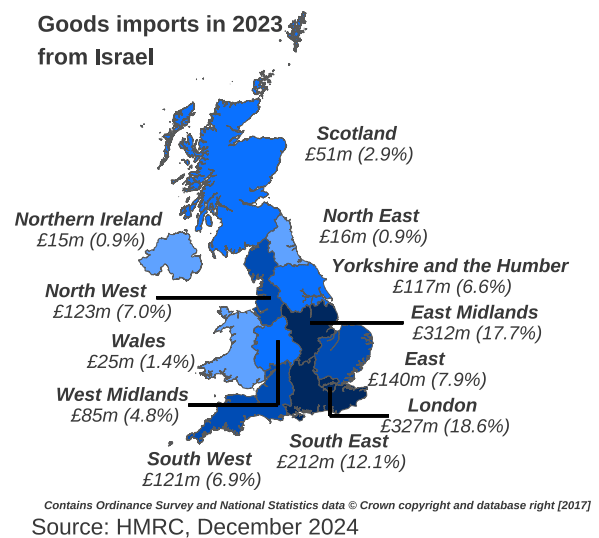 Goods imports in 2023
from Israel
Scotland
£51m (2.9%)
Northern Ireland
£15m (0.9%)
North East
£16m (0.9%)
Yorkshire and the Humber
£117m (6.6%)
North West
£123m (7.0%)
East Midlands
£312m (17.7%)
Wales
£25m (1.4%)
East
£140m (7.9%)
West Midlands
£85m (4.8%)
London
£327m (18.6%)
South East
£212m (12.1%)
South West
£121m (6.9%)
Contains Ordinance Survey and National Statistics data © Crown copyright and database right [2017]
Source: HMRC, December 2024